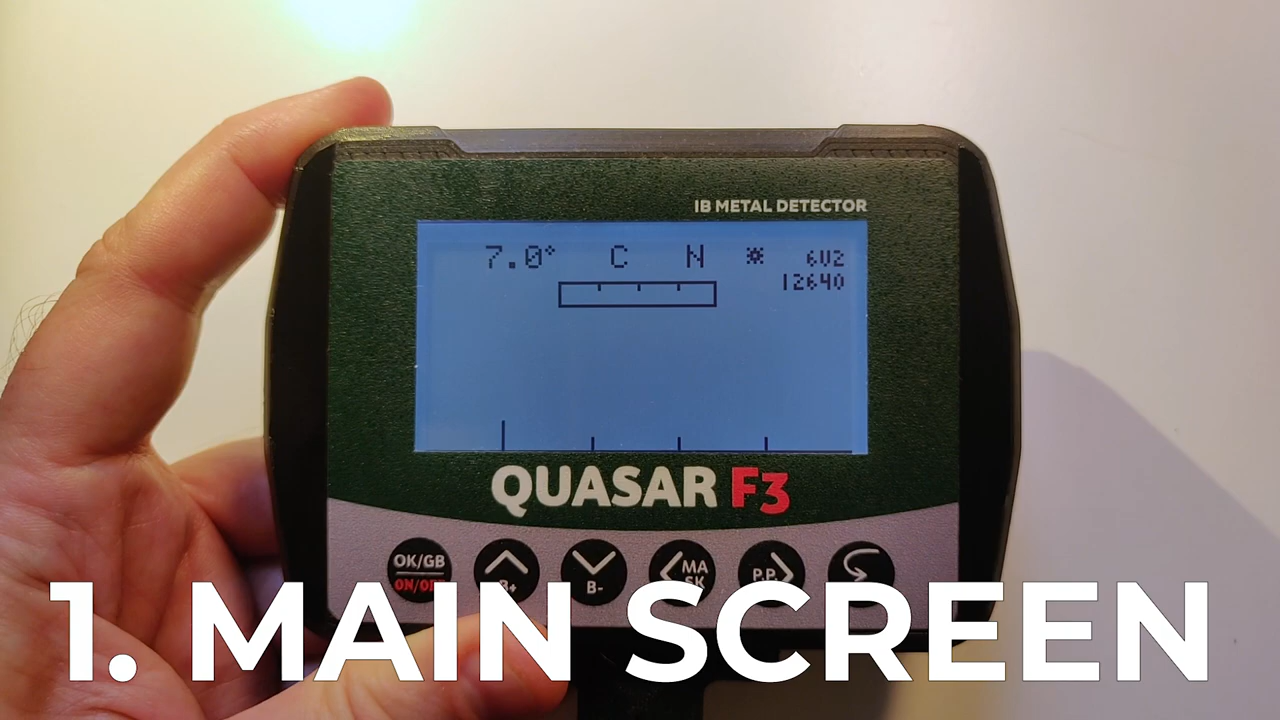 IB METAL DETECTOR
7.0° C N ☼ 6V2
12640
QUASAR F3
OK/GB
ON/OFF
B+
B-
MA
SK
P.P.
1. MAIN SCREEN